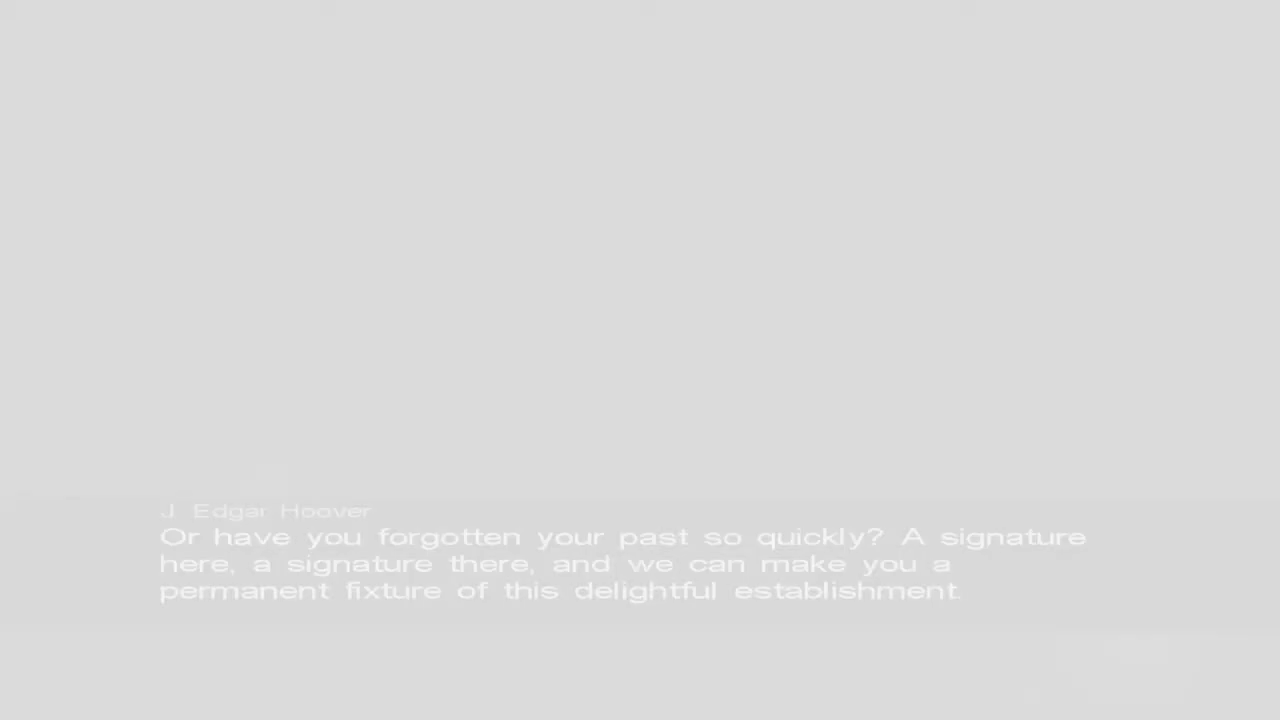 J. Edgar Hoover
Or have you forgotten your past so quickly? A signature
here, a signature there, and we can make you a
permanent fixture of this delightful establishment.